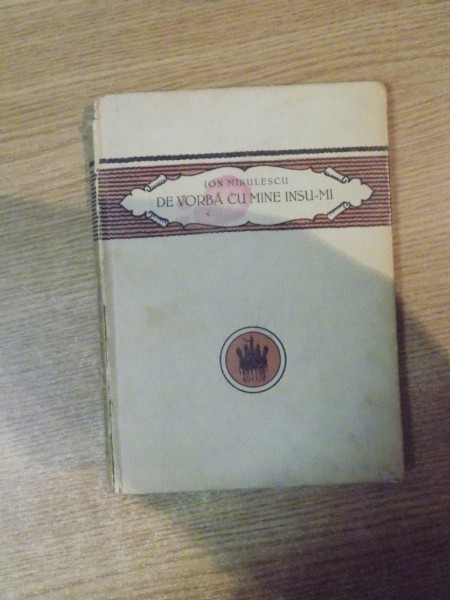 ION MINULESCU
DE VORBĂ CU MINE INSU-MI